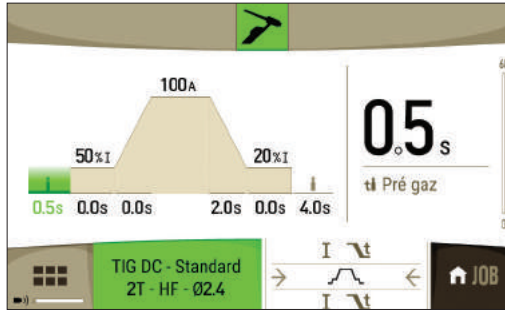 100A
50%I
20%I
0.5s 0.0s 0.0s 2.0s 0.0s 4.0s
0.5 s
Pré gaz
TIG DC - Standard
2T - HF - Ø2.4
I t
I t
JOB